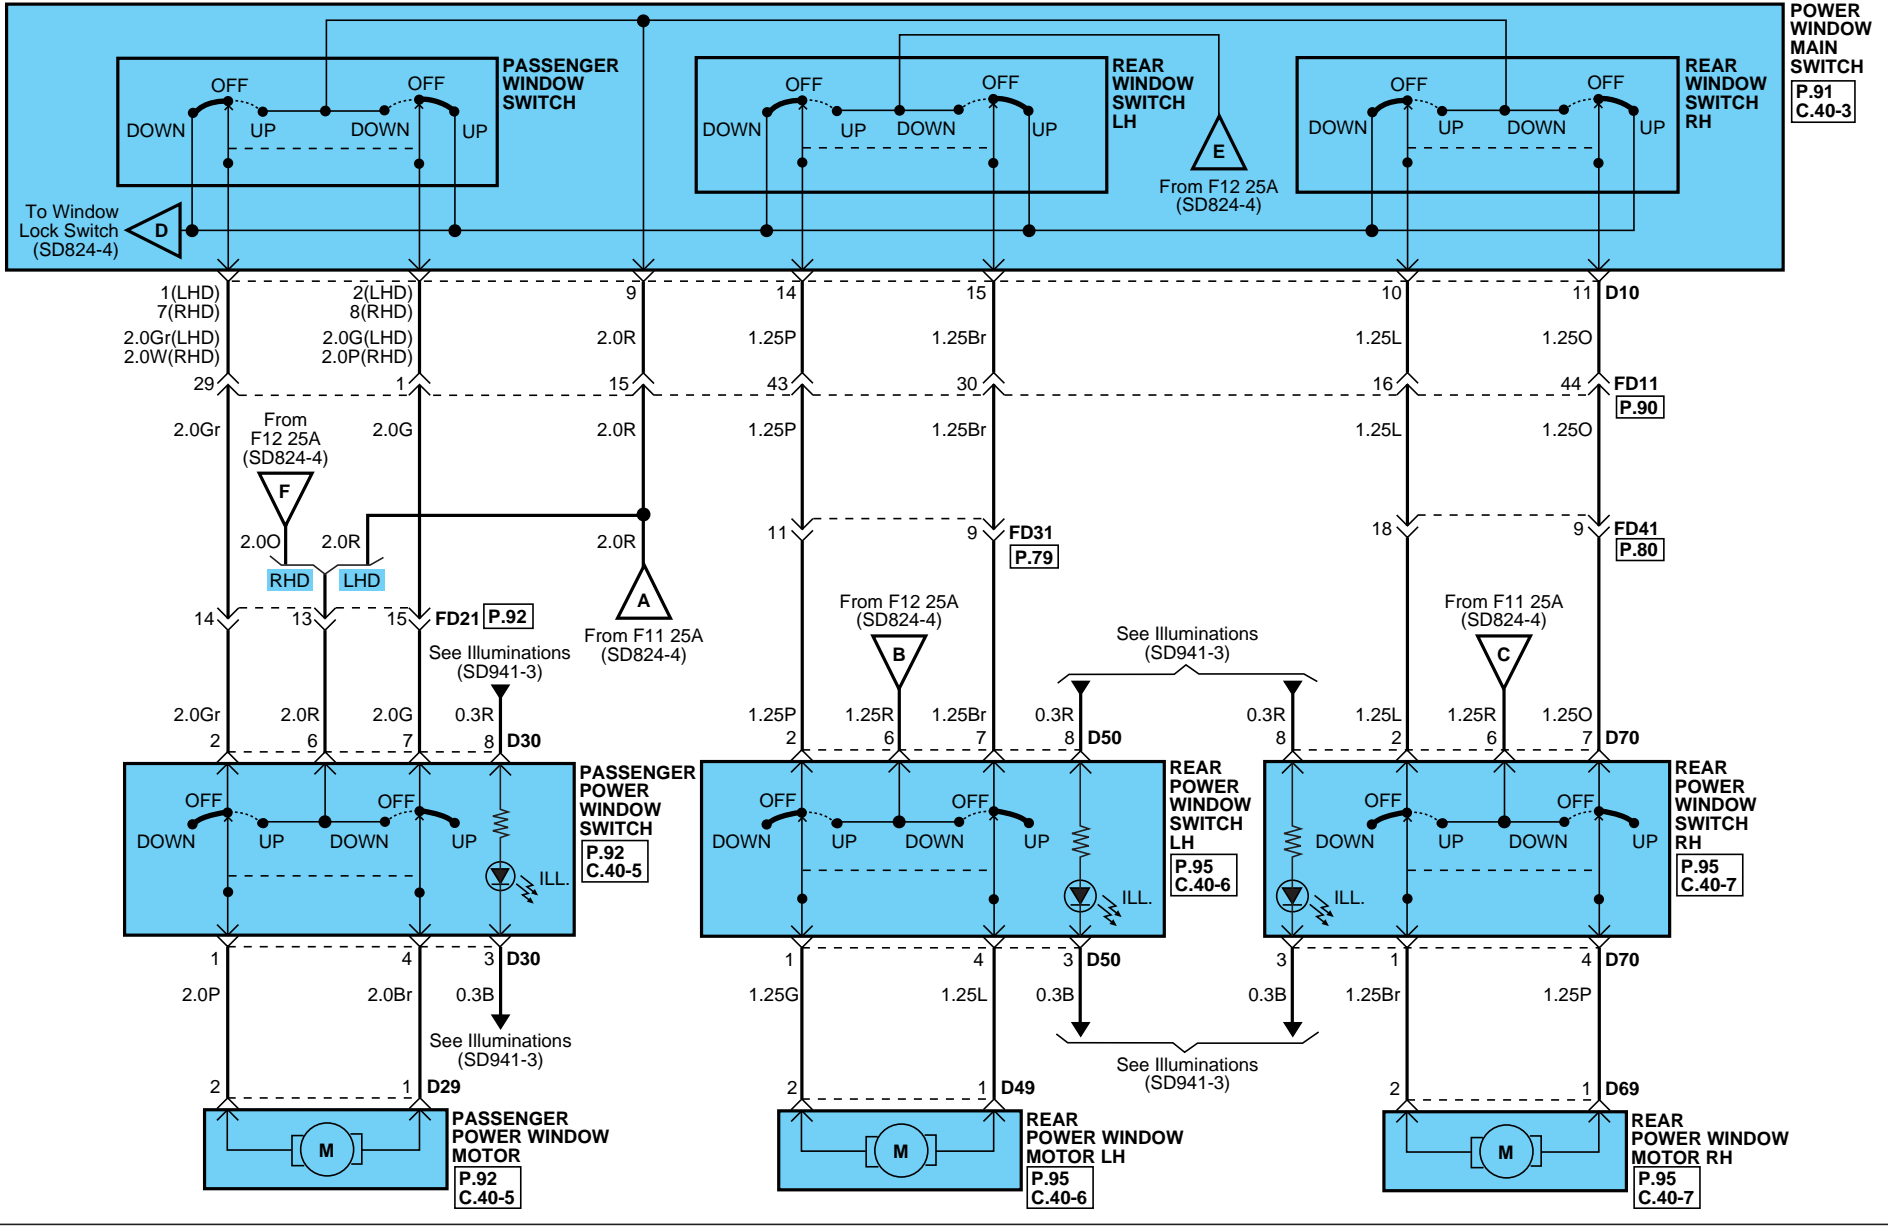 POWER
WINDOW
MAIN
SWITCH
P.91
C.40-3
PASSENGER
WINDOW
SWITCH
OFF
OFF
DOWN
UP
DOWN
UP
REAR
WINDOW
SWITCH
LH
OFF
OFF
DOWN
UP
DOWN
UP
E
From F12 25A
(SD824-4)
REAR
WINDOW
SWITCH
RH
OFF
OFF
DOWN
UP
DOWN
UP
To Window
Lock Switch
(SD824-4)
D
1(LHD)
7(RHD)
2(LHD)
8(RHD)
9
14
15
10
11
D10
2.0Gr(LHD)
2.0W(RHD)
2.0G(LHD)
2.0P(RHD)
2.0R
1.25P
1.25Br
1.25L
1.25O
29
1
15
43
30
16
44
FD11
P.90
2.0Gr
2.0G
2.0R
1.25P
1.25Br
1.25L
1.25O
From
F12 25A
(SD824-4)
F
2.0O
2.0R
2.0R
RHD
LHD
11
9
FD31
P.79
18
9
FD41
P.80
14
13
15
FD21
P.92
A
From F11 25A
(SD824-4)
From F12 25A
(SD824-4)
B
From F11 25A
(SD824-4)
C
See Illuminations
(SD941-3)
See Illuminations
(SD941-3)
2.0Gr
2.0R
2.0G
0.3R
1.25P
1.25R
1.25Br
0.3R
0.3R
1.25L
1.25R
1.25O
2
6
7
8
D30
2
6
7
8
D50
8
2
6
7
D70
PASSENGER
POWER
WINDOW
SWITCH
P.92
C.40-5
OFF
OFF
DOWN
UP
DOWN
UP
ILL.
REAR
POWER
WINDOW
SWITCH
LH
P.95
C.40-6
OFF
OFF
DOWN
UP
DOWN
UP
ILL.
REAR
POWER
WINDOW
SWITCH
RH
P.95
C.40-7
OFF
OFF
DOWN
UP
DOWN
UP
ILL.
1
4
3
D30
1
4
3
D50
3
1
4
D70
2.0P
2.0Br
0.3B
1.25G
1.25L
0.3B
0.3B
1.25Br
1.25P
See Illuminations
(SD941-3)
See Illuminations
(SD941-3)
2
1
D29
2
1
D49
2
1
D69
M
PASSENGER
POWER WINDOW
MOTOR
P.92
C.40-5
M
REAR
POWER WINDOW
MOTOR LH
P.95
C.40-6
M
REAR
POWER WINDOW
MOTOR RH
P.95
C.40-7